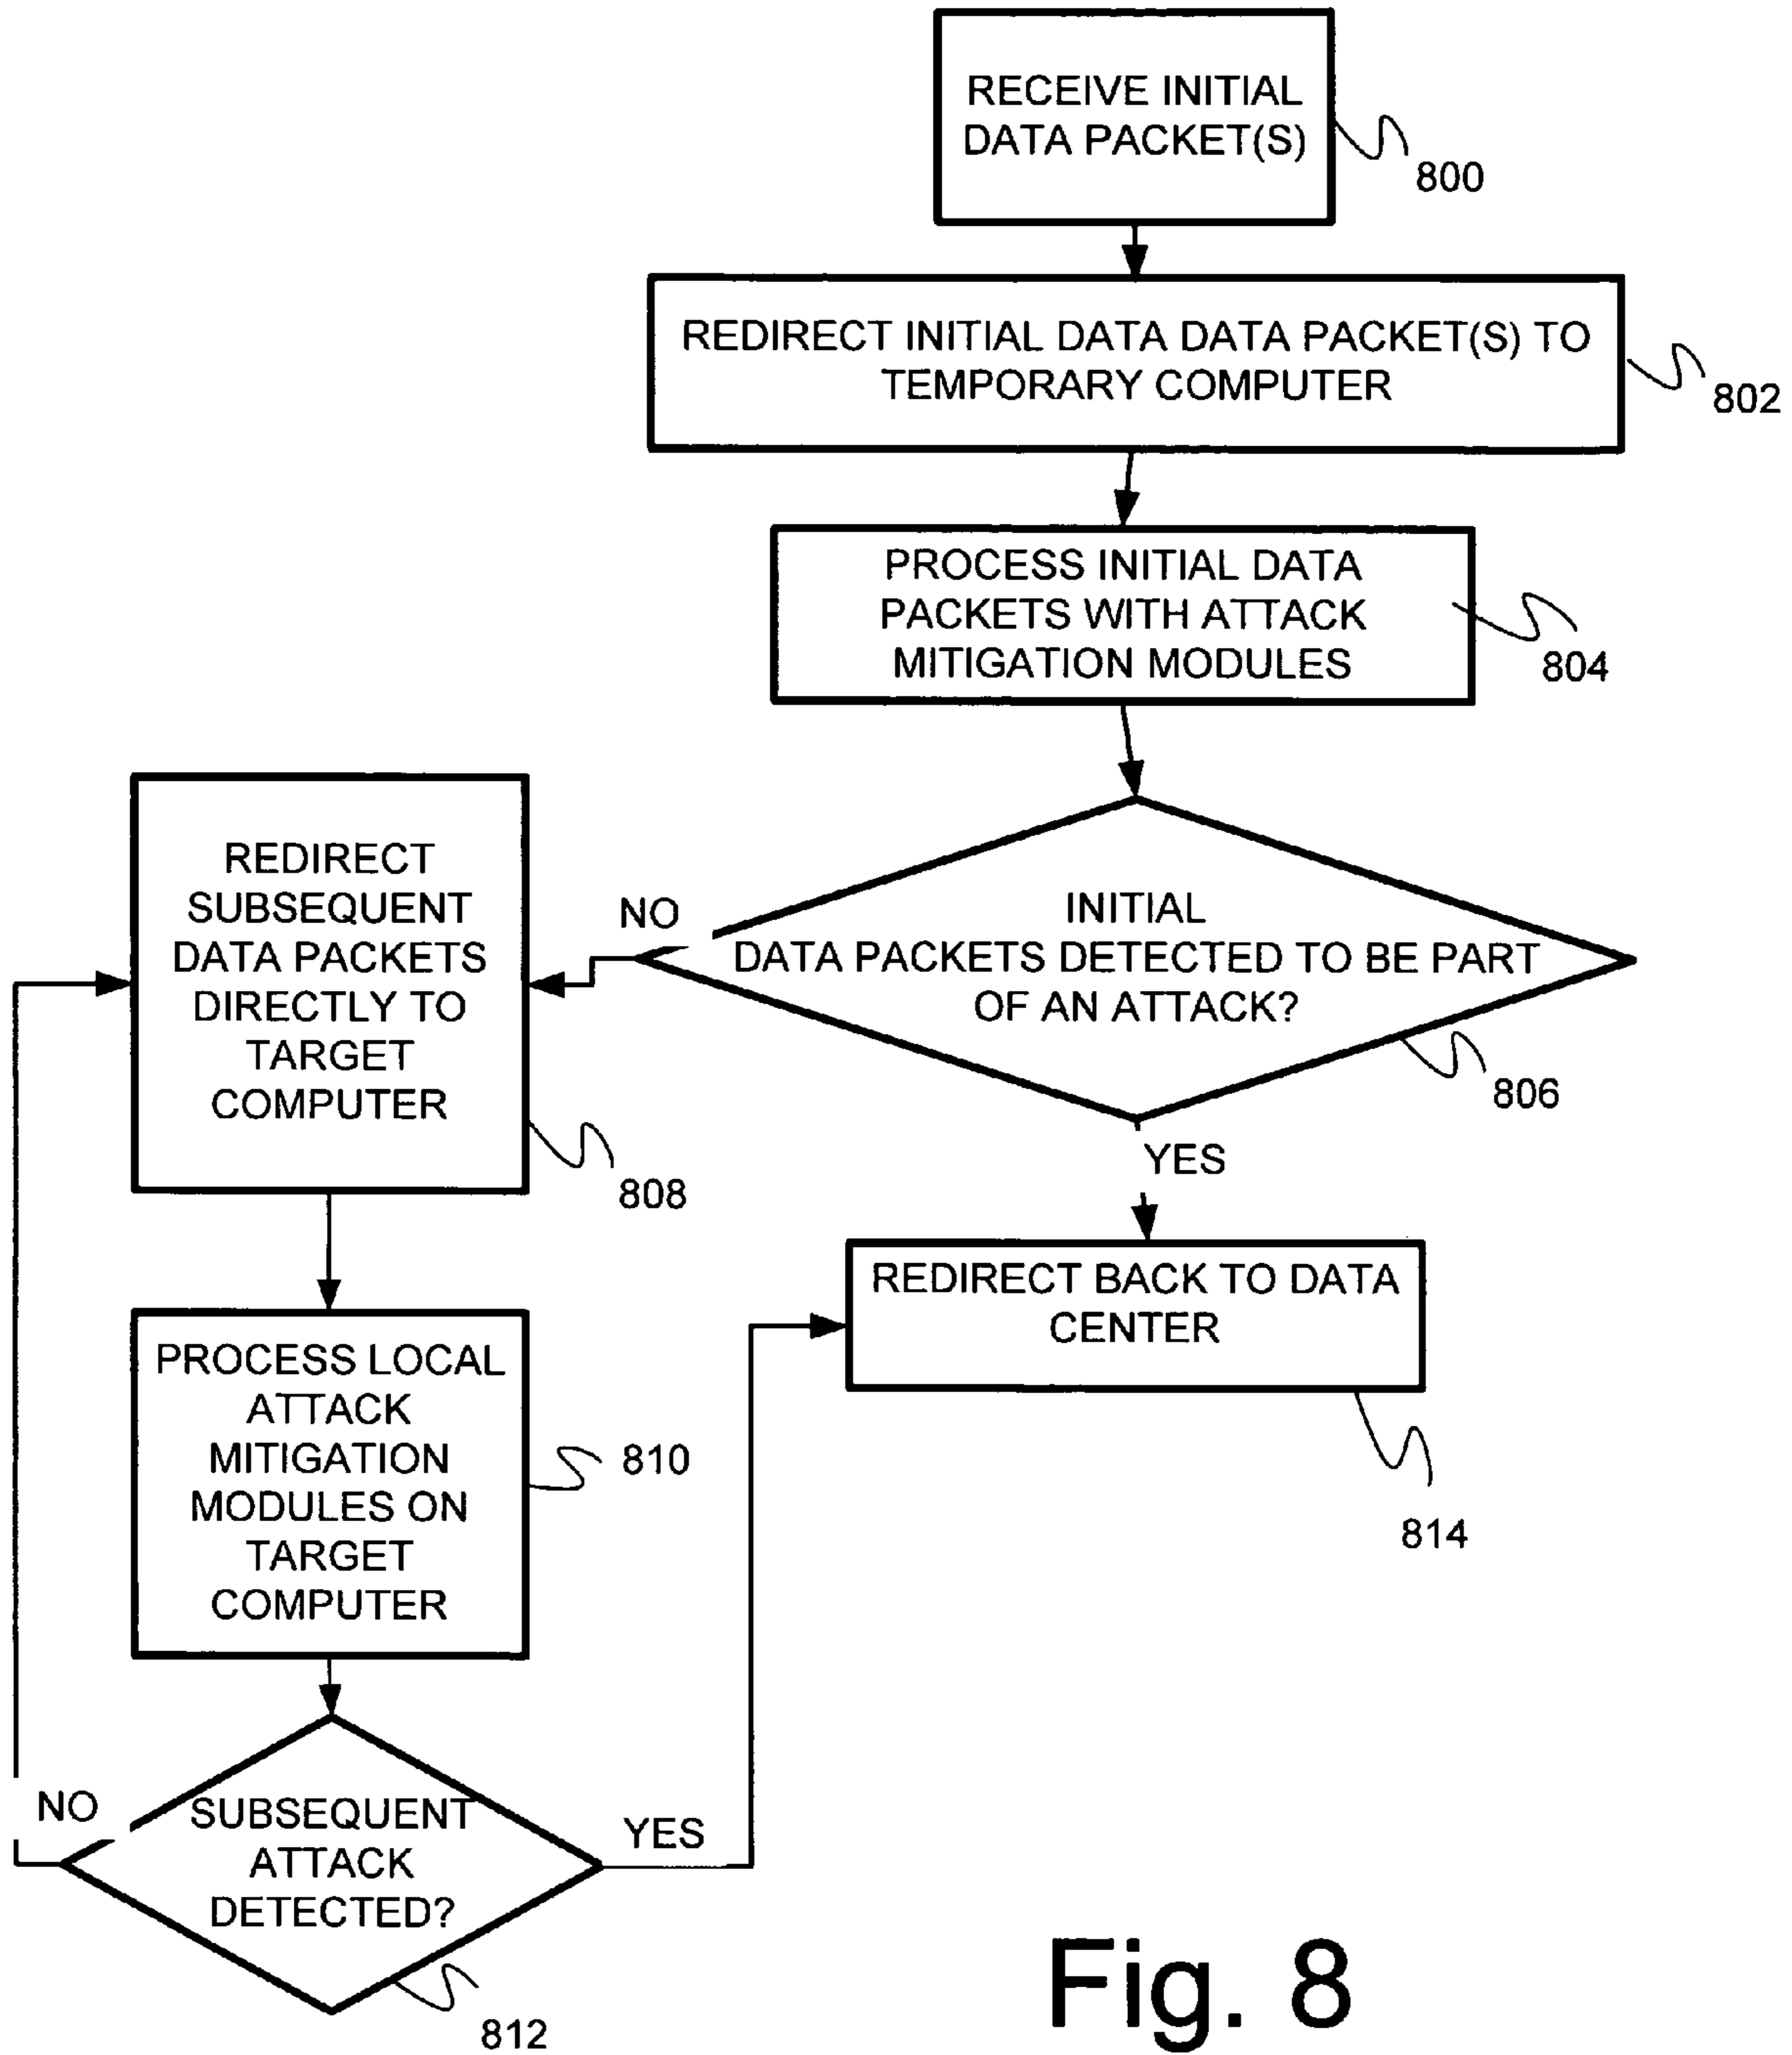 RECEIVE INITIAL
DATA PACKET(S)
800
REDIRECT INITIAL DATA DATA PACKET(S) TO
TEMPORARY COMPUTER
802
PROCESS INITIAL DATA
PACKETS WITH ATTACK
MITIGATION MODULES
804
INITIAL
DATA PACKETS DETECTED TO BE PART
OF AN ATTACK?
806
NO
YES
REDIRECT
SUBSEQUENT
DATA PACKETS
DIRECTLY TO
TARGET
COMPUTER
808
REDIRECT BACK TO DATA
CENTER
814
PROCESS LOCAL
ATTACK
MITIGATION
MODULES ON
TARGET
COMPUTER
810
SUBSEQUENT
ATTACK
DETECTED?
812
NO
YES
Fig. 8